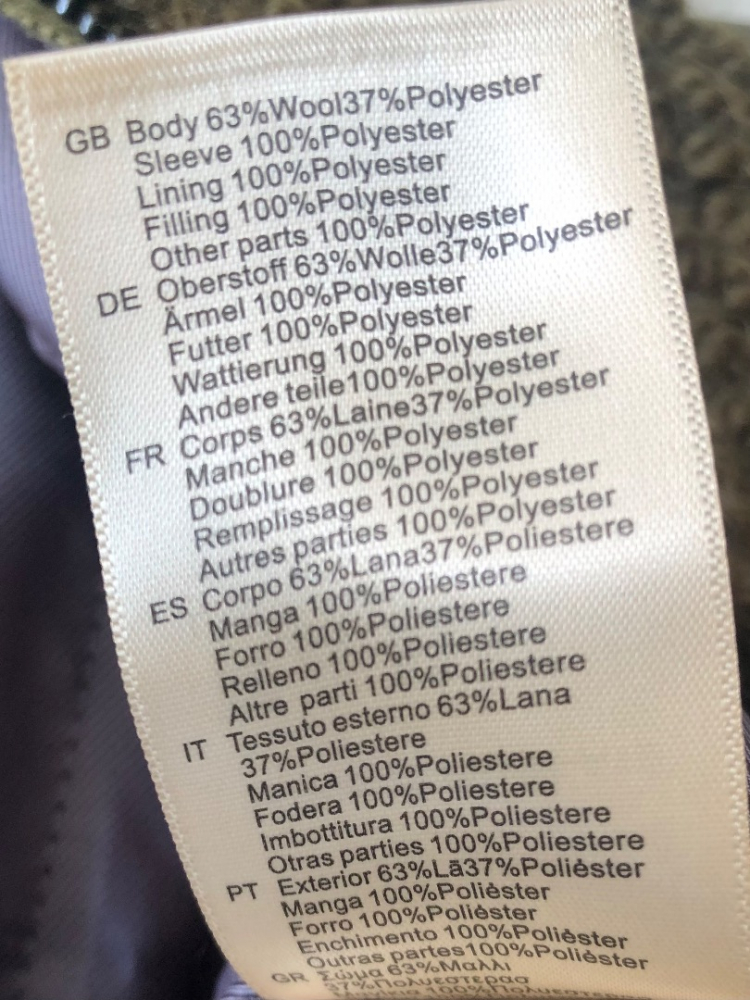 GB Body 63%Wool37%Polyester
Sleeve 100%Polyester
Lining 100%Polyester
Filling 100%Polyester
Other parts 100%Polyester
DE Oberstoff 63%Wolle37%Polyester
Ärmel 100%Polyester
Futter 100%Polyester
Wattierung 100%Polyester
Andere teile100%Polyester
FR Corps 63%Laine37%Polyester
Manche 100%Polyester
Doublure 100%Polyester
Remplissage 100%Polyester
Autres parties 100%Polyester
ES Corpo 63%Lana37%Poliestere
Manga 100%Poliestere
Forro 100%Poliestere
Relleno 100%Poliestere
Altre parti 100%Poliestere
IT Tessuto esterno 63%Lana
37%Poliestere
Manica 100%Poliestere
Fodera 100%Poliestere
Imbottitura 100%Poliestere
Otras parties 100%Poliestere
PT Exterior 63%Lã37%Poliéster
Manga 100%Poliéster
Forro 100%Poliéster
Enchimento 100%Poliéster
Outras partes100%Poliéster
GR Σώμα 63%Μαλλι
37%Πολυεστερας